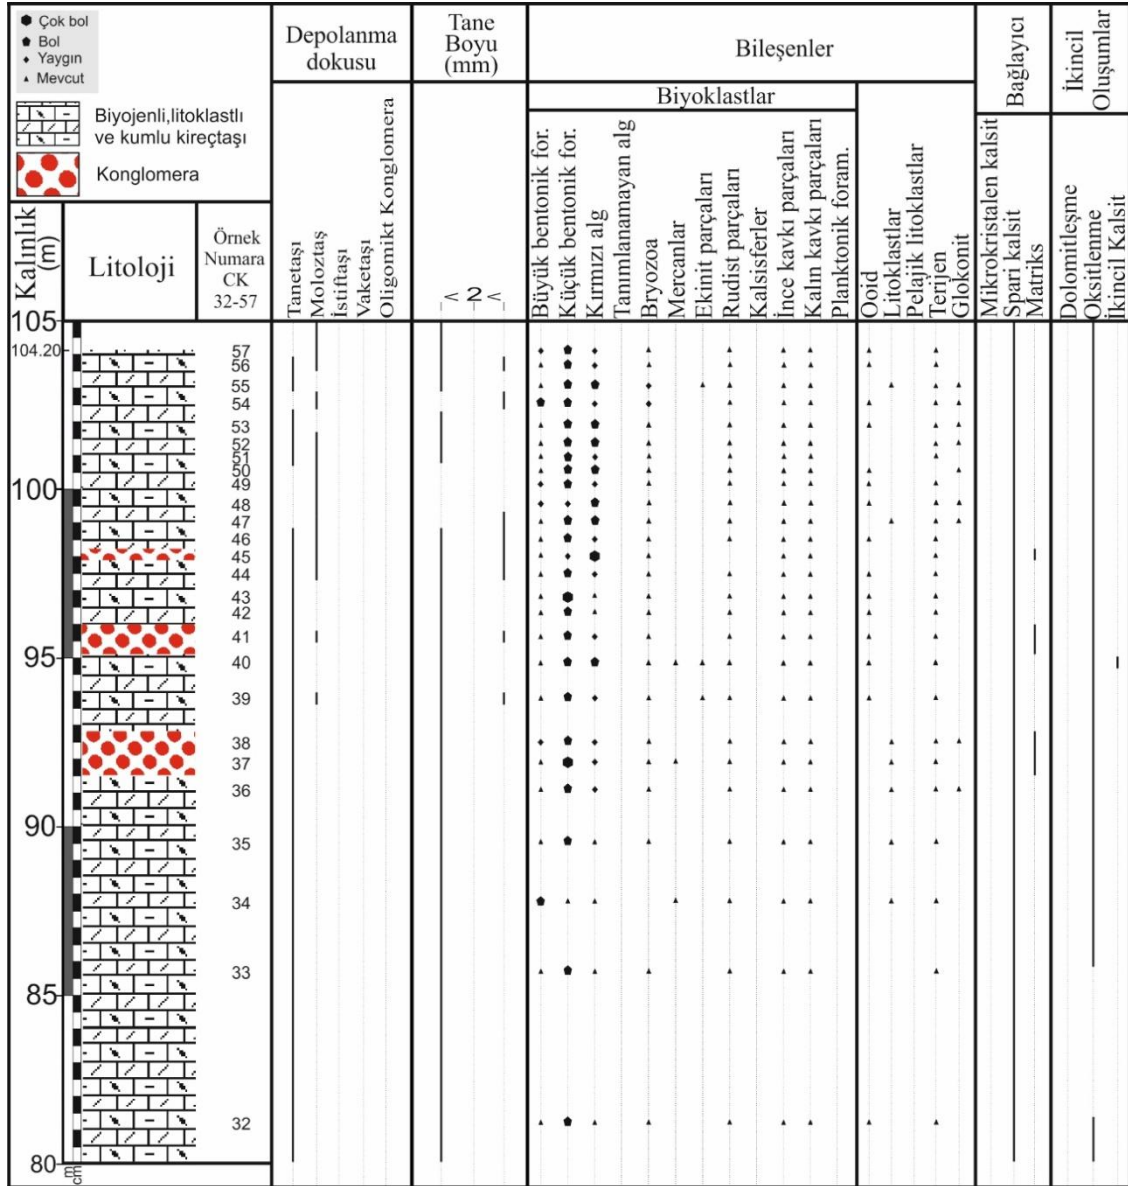 Çok bol
Bol
Yaygın
Mevcut
Biyojenli,litoklastlı
ve kumlu kireçtaşı
Konglomera
Kalınlık
(m)
Litoloji
Örnek
Numara
CK
32-57
Depolanma
dokusu
Tanetaşı
Moloztaş
İstiftaşı
Vaketaşı
Oligomikt Konglomera
Tane
Boyu
(mm)
< 2 <
Bileşenler
Biyoklastlar
Büyük bentonik for.
Küçük bentonik for.
Kırmızı alg
Tanımlanamayan alg
Bryozoa
Mercanlar
Ekinit parçaları
Rudist parçaları
Kalsisferler
İnce kavkı parçaları
Kalın kavkı parçaları
Planktonik foram.
Ooid
Litoklastlar
Pelajik litoklastlar
Terijen
Glokonit
Bağlayıcı
Mikrokristalen kalsit
Spari kalsit
Matriks
İkincil
Oluşumlar
Dolomitleşme
Oksitlenme
İkincil Kalsit
105
104.20
57
56
55
54
53
52
51
50
100
49
48
47
46
45
44
43
42
41
95
40
39
38
37
36
90
35
34
33
85
32
80
m
cm